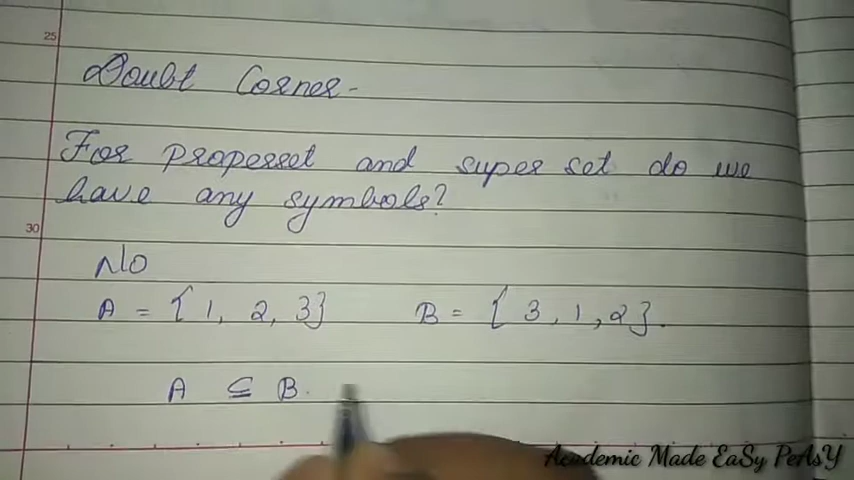 25
Doubt Corner-
For properset and super set do we
have any symbols?
30
No
A = {1, 2, 3} B = {3, 1, 2}.
A ⊆ B.
Academic Made EaSy PeAsY